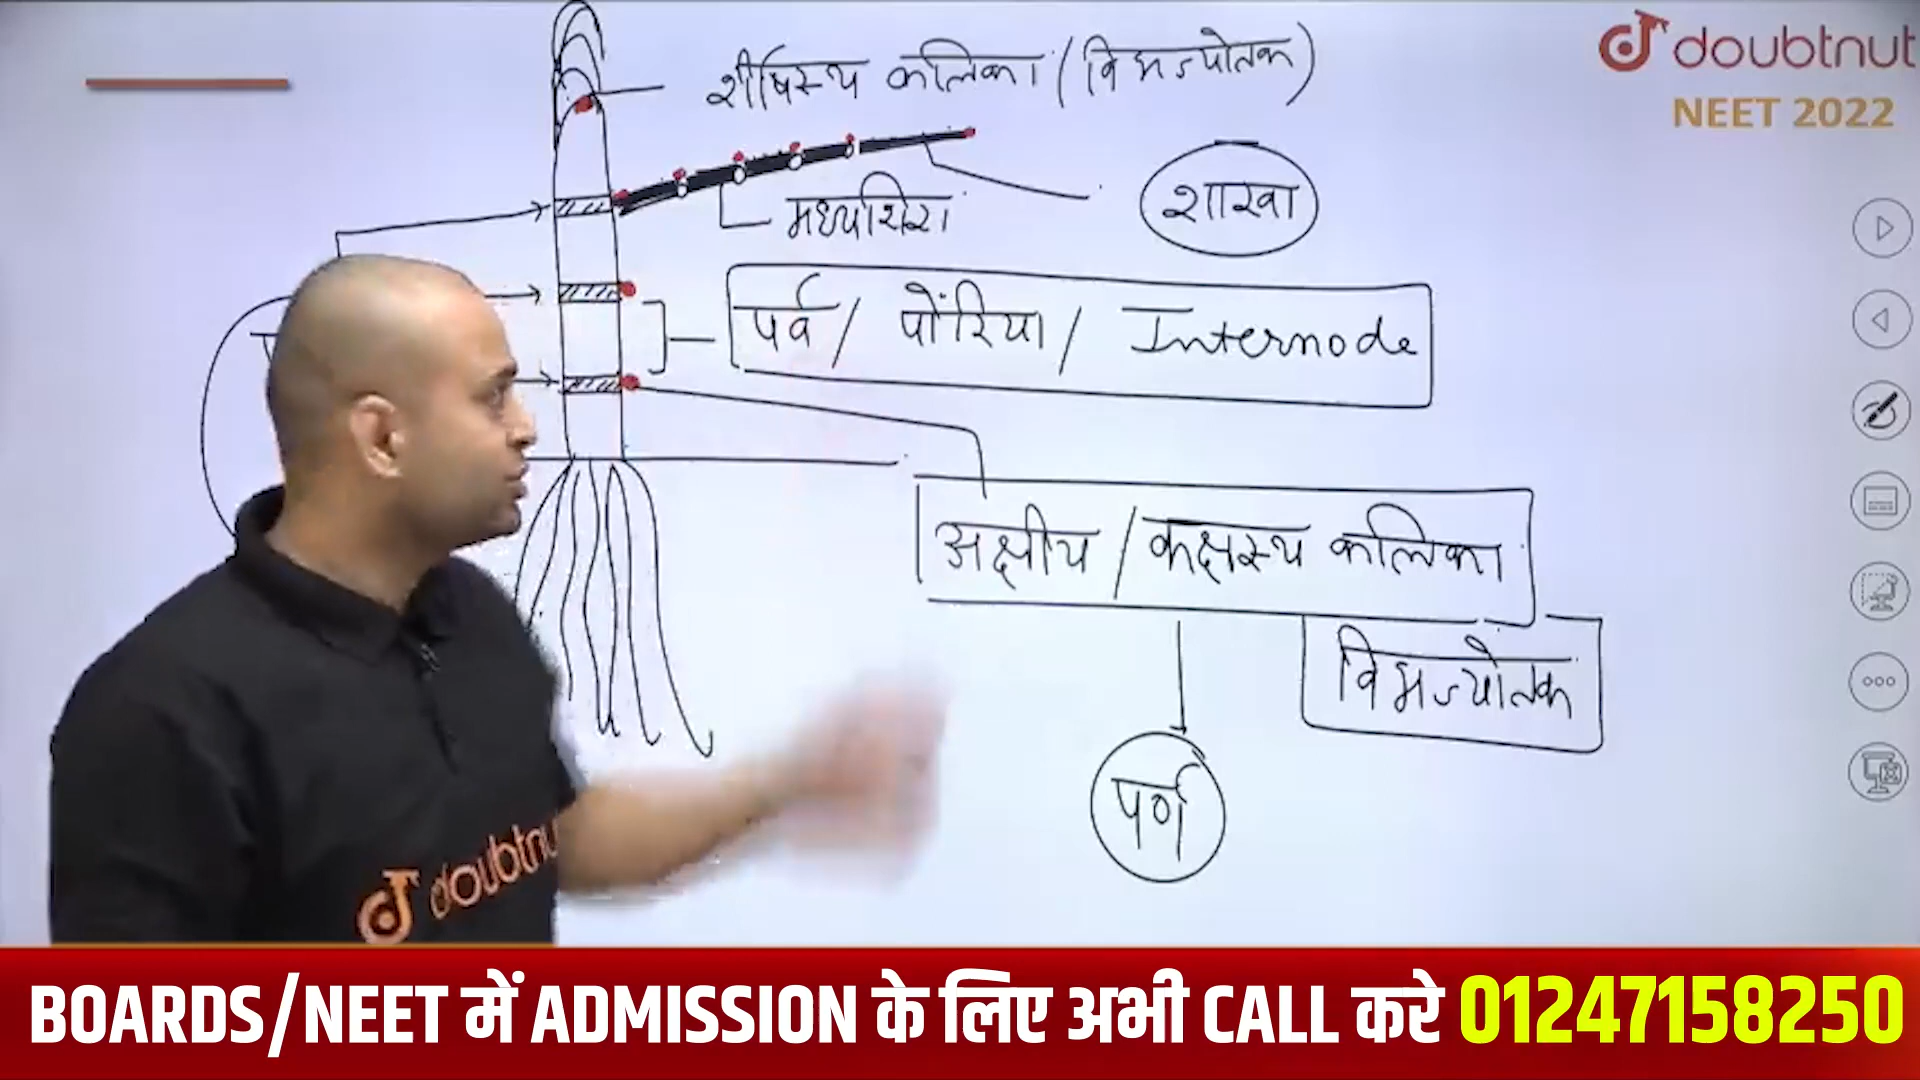 शीर्षस्थ कलिका (विभज्योतक)
doubtnut
NEET 2022
मध्यशिरा
शाखा
पर्व / पोरिया / Internode
अक्षीय / कक्षस्थ कलिका
विभज्योतक
पर्ण
doubtnu
BOARDS/NEET में ADMISSION के लिए अभी CALL करे 01247158250